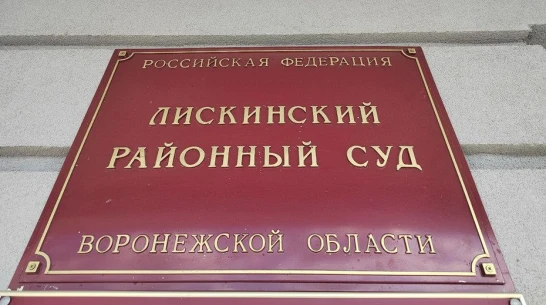 РОССИЙСКАЯ ФЕДЕРАЦИЯ
ЛИСКИНСКИЙ
РАЙОННЫЙ СУД
ВОРОНЕЖСКОЙ ОБЛАСТИ